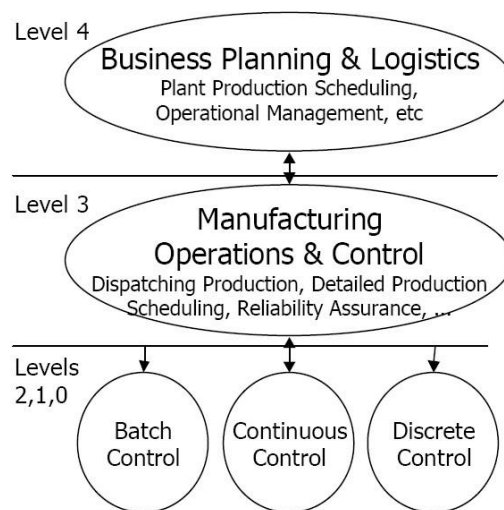 Level 4
Business Planning & Logistics
Plant Production Scheduling,
Operational Management, etc
Level 3
Manufacturing
Operations & Control
Dispatching Production, Detailed Production
Scheduling, Reliability Assurance, ...
Levels
2,1,0
Batch
Control
Continuous
Control
Discrete
Control